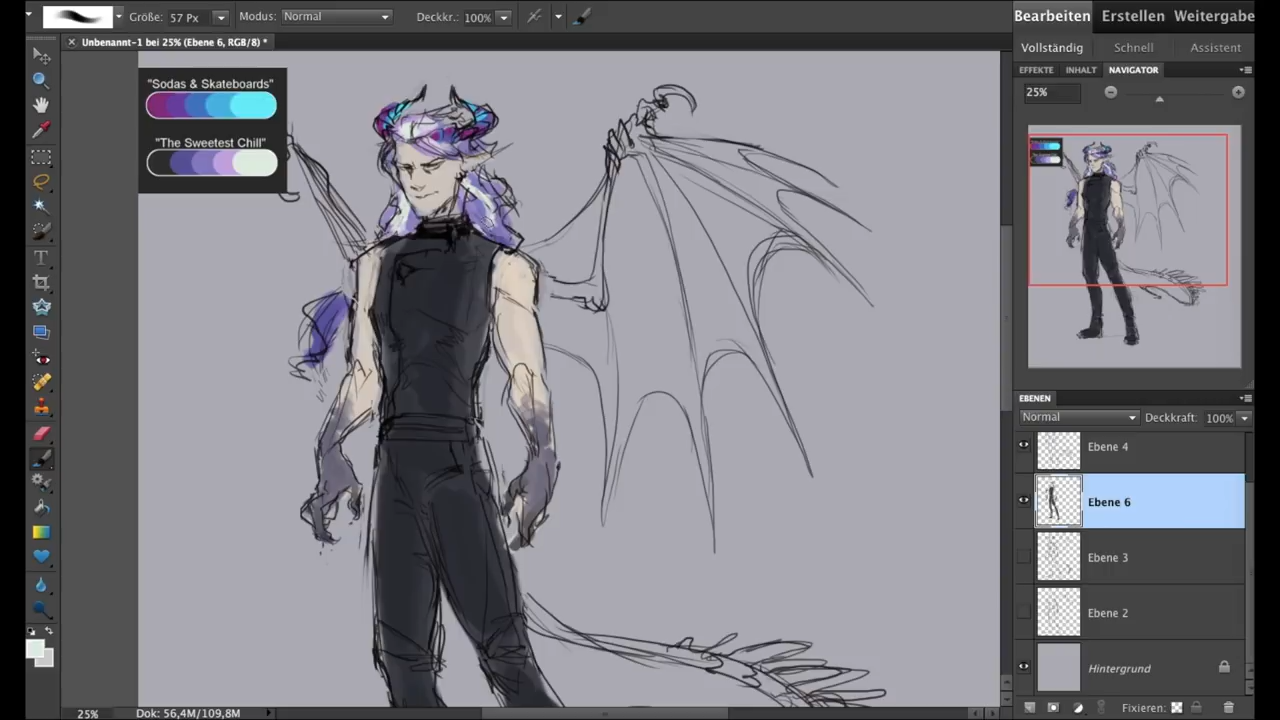 Größe: 57 Px Modus: Normal Deckkr.: 100%
Bearbeiten Erstellen Weitergabe
Unbenannt-1 bei 25% (Ebene 6, RGB/8) *
Vollständig Schnell Assistent
EFFEKTE INHALT NAVIGATOR
25%
"Sodas & Skateboards"
"The Sweetest Chill"
EBENEN
Normal Deckkraft: 100%
Ebene 4
Ebene 6
Ebene 3
Ebene 2
Hintergrund
Fixieren:
25% Dok: 56,4M/109,8M